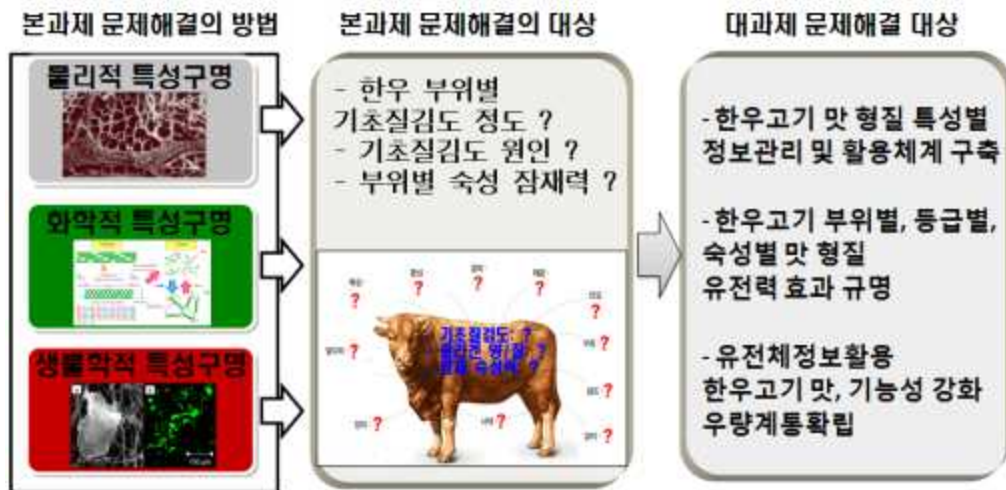 본과제 문제해결의 방법
본과제 문제해결의 대상
대과제 문제해결 대상
물리적 특성구명
화학적 특성구명
생물학적 특성구명
- 한우 부위별
기초질김도 정도 ?
- 기초질김도 원인 ?
- 부위별 숙성 잠재력 ?
기초질김도: ?
?
?
?
?
?
?
?
?
?
?
?
?
- 한우고기 맛 형질 특성별
정보관리 및 활용체계 구축
- 한우고기 부위별, 등급별,
숙성별 맛 형질
유전력 효과 규명
- 유전체정보활용
한우고기 맛, 기능성 강화
우량계통확립